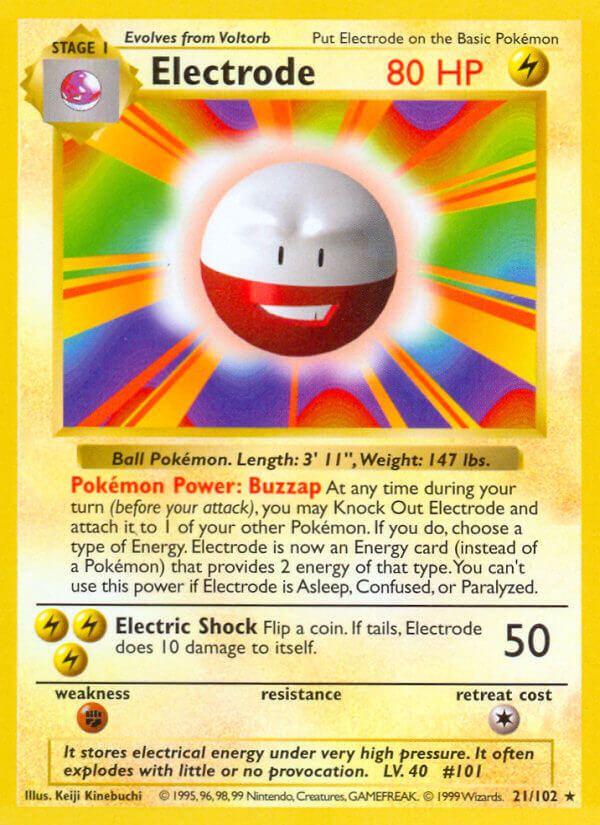 STAGE 1
Evolves from Voltorb Put Electrode on the Basic Pokémon
Electrode 80 HP
Ball Pokémon. Length: 3' 11", Weight: 147 lbs.
Pokémon Power: Buzzap At any time during your
turn (before your attack), you may Knock Out Electrode and
attach it to 1 of your other Pokémon. If you do, choose a
type of Energy. Electrode is now an Energy card (instead of
a Pokémon) that provides 2 energy of that type. You can't
use this power if Electrode is Asleep, Confused, or Paralyzed.
Electric Shock Flip a coin. If tails, Electrode
does 10 damage to itself.
50
weakness resistance retreat cost
It stores electrical energy under very high pressure. It often
explodes with little or no provocation. LV. 40 #101
Illus. Keiji Kinebuchi © 1995, 96, 98, 99 Nintendo, Creatures, GAMEFREAK. © 1999 Wizards. 21/102 ★